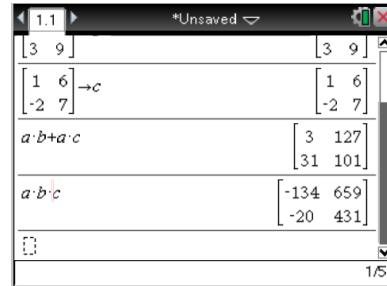 1.1 *Unsaved
[3 9] [3 9]
[1 6
-2 7]→c [1 6
-2 7]
a·b+a·c [3 127
31 101]
a·b·c [-134 659
-20 431]
1/5